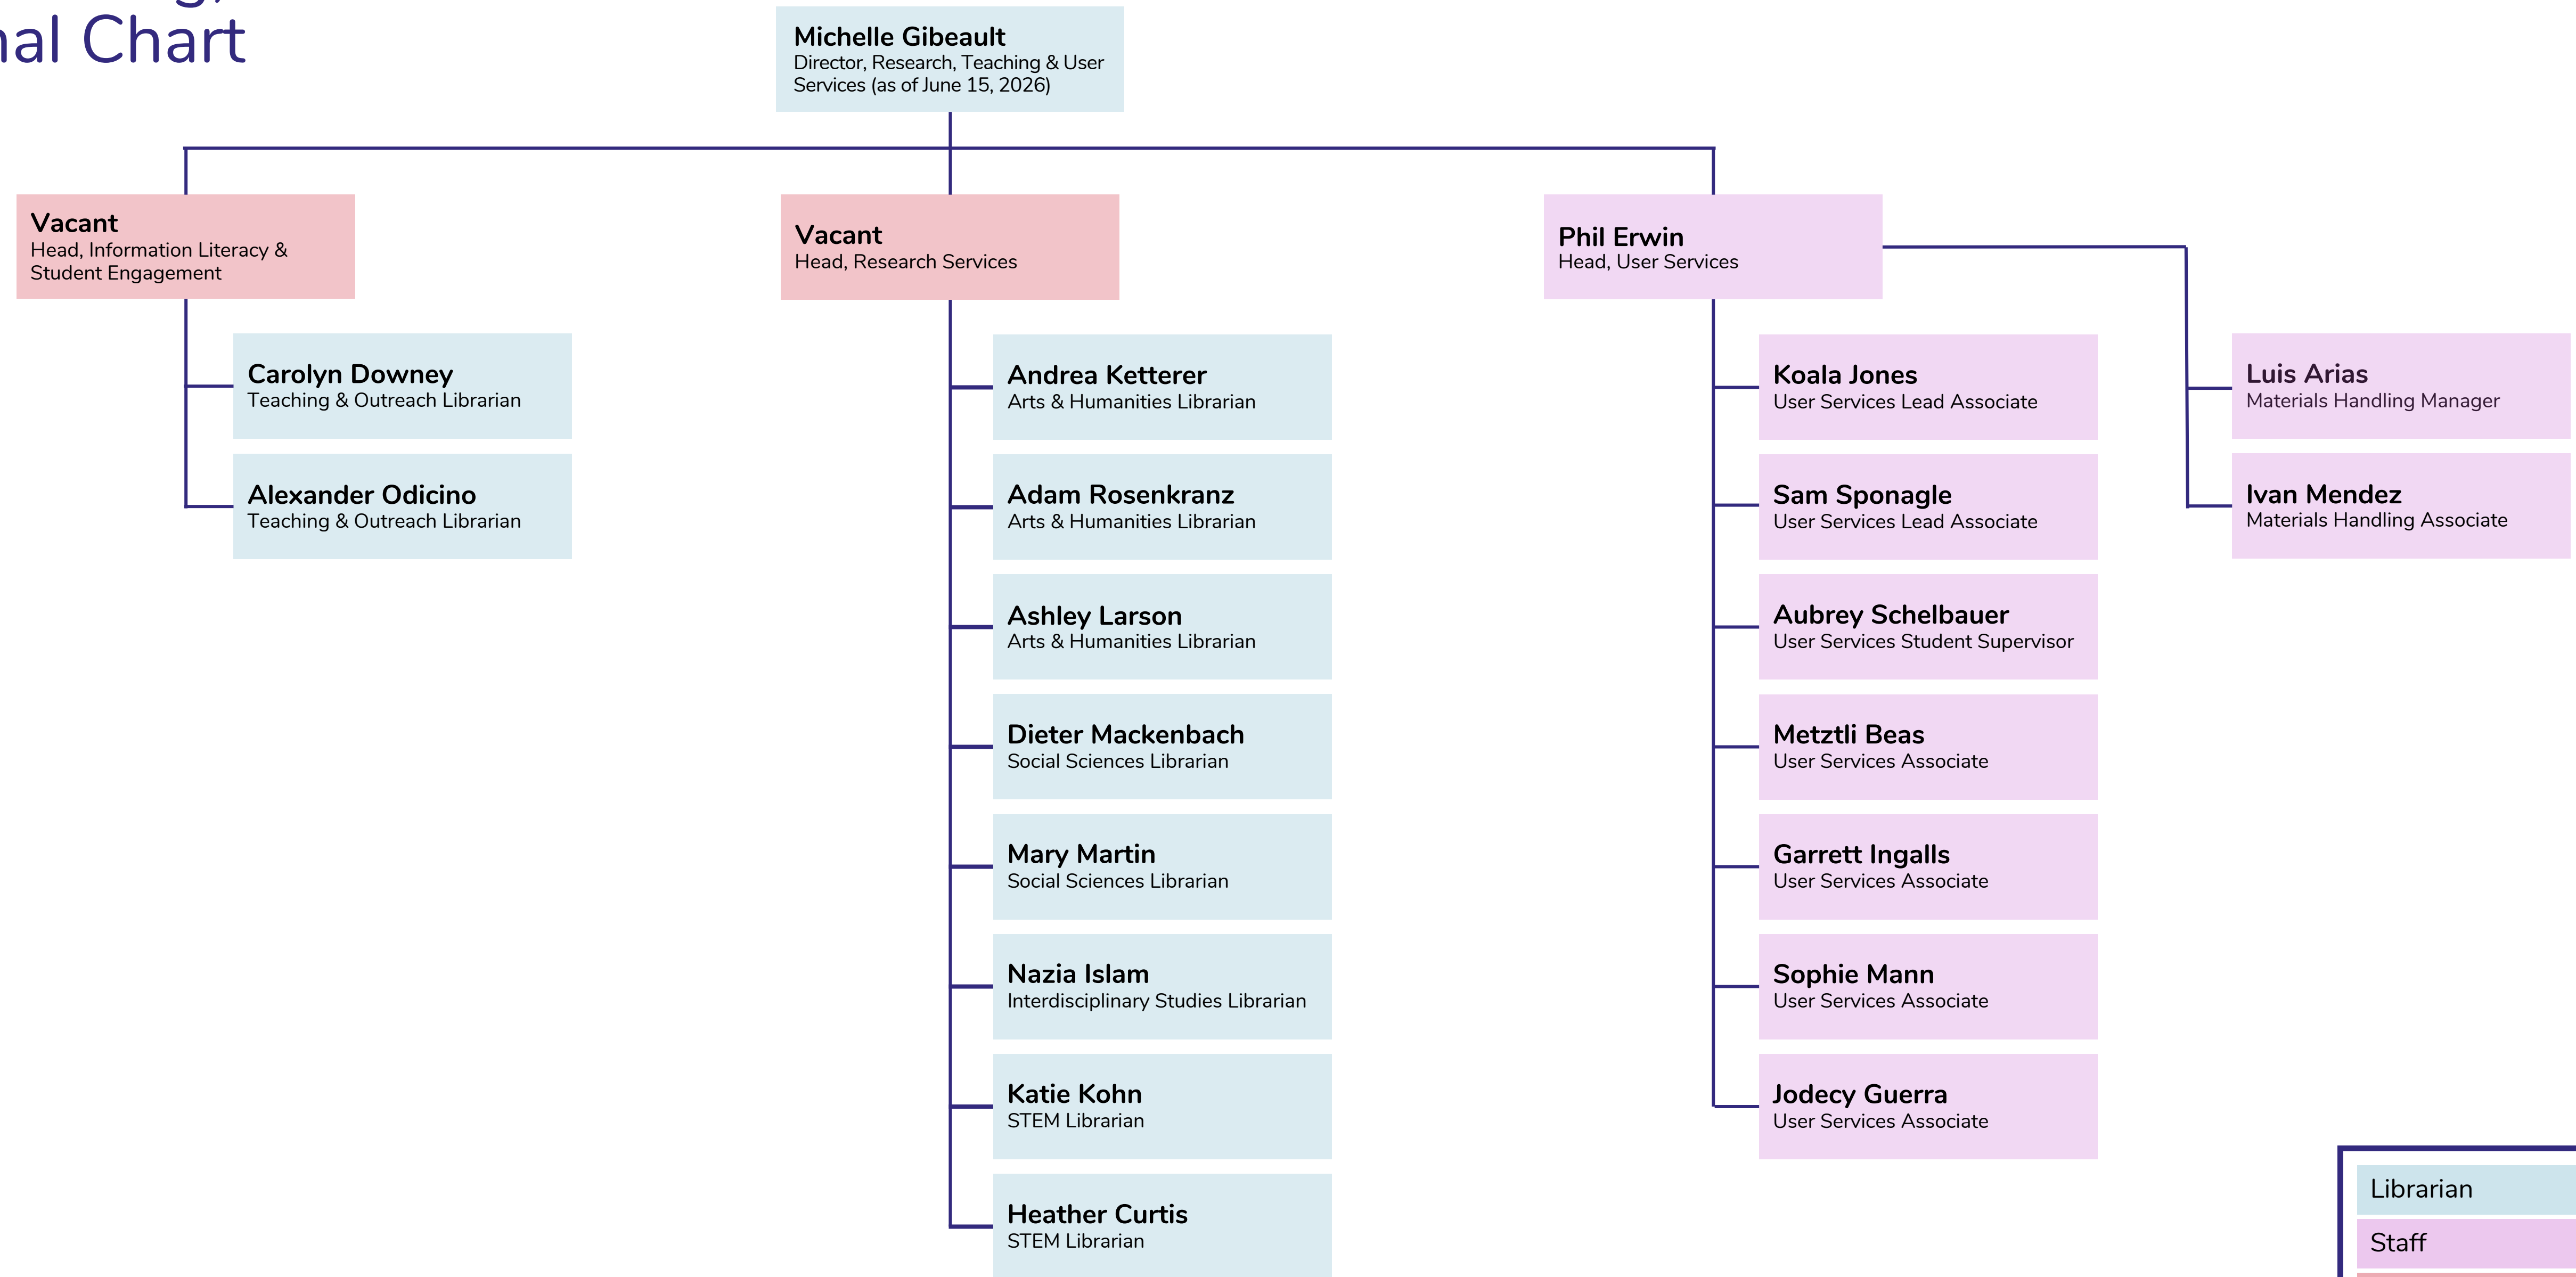 nal Chart
Michelle Gibeault
Director, Research, Teaching & User
Services (as of June 15, 2026)
Vacant
Head, Information Literacy &
Student Engagement
Carolyn Downey
Teaching & Outreach Librarian
Alexander Odicino
Teaching & Outreach Librarian
Vacant
Head, Research Services
Andrea Ketterer
Arts & Humanities Librarian
Adam Rosenkranz
Arts & Humanities Librarian
Ashley Larson
Arts & Humanities Librarian
Dieter Mackenbach
Social Sciences Librarian
Mary Martin
Social Sciences Librarian
Nazia Islam
Interdisciplinary Studies Librarian
Katie Kohn
STEM Librarian
Heather Curtis
STEM Librarian
Phil Erwin
Head, User Services
Koala Jones
User Services Lead Associate
Sam Sponagle
User Services Lead Associate
Aubrey Schelbauer
User Services Student Supervisor
Metztli Beas
User Services Associate
Garrett Ingalls
User Services Associate
Sophie Mann
User Services Associate
Jodecy Guerra
User Services Associate
Luis Arias
Materials Handling Manager
Ivan Mendez
Materials Handling Associate
Librarian
Staff